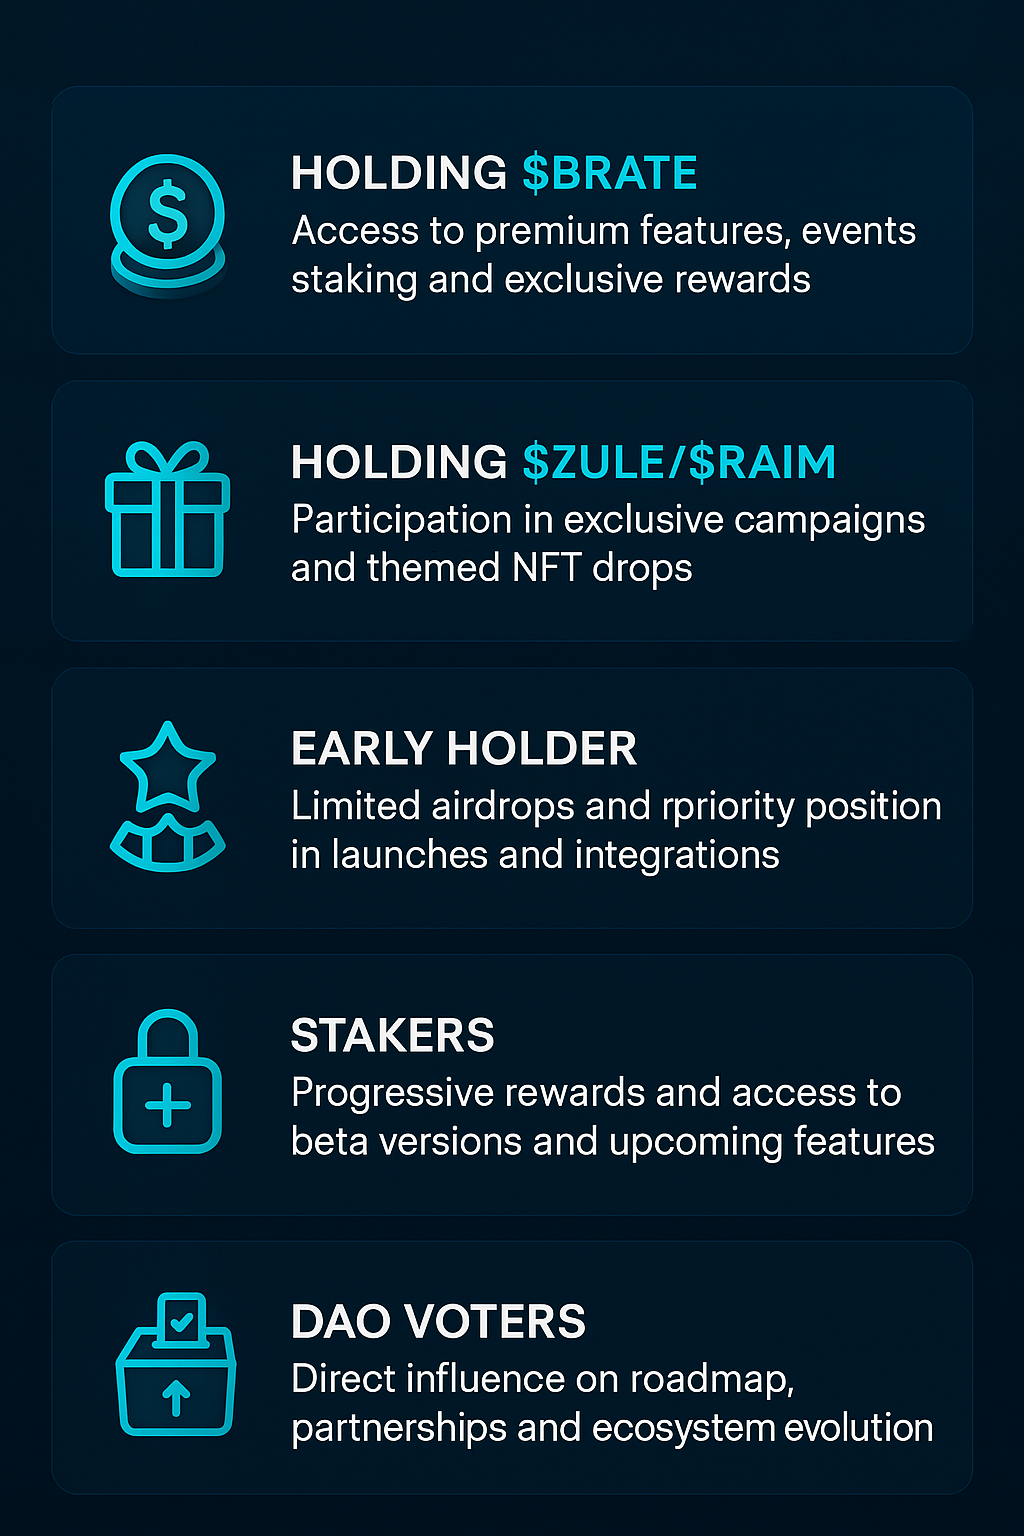 HOLDING $BRATE
Access to premium features, events
staking and exclusive rewards
HOLDING $ZULE/$RAIM
Participation in exclusive campaigns
and themed NFT drops
EARLY HOLDER
Limited airdrops and rpriority position
in launches and integrations
STAKERS
Progressive rewards and access to
beta versions and upcoming features
DAO VOTERS
Direct influence on roadmap,
partnerships and ecosystem evolution